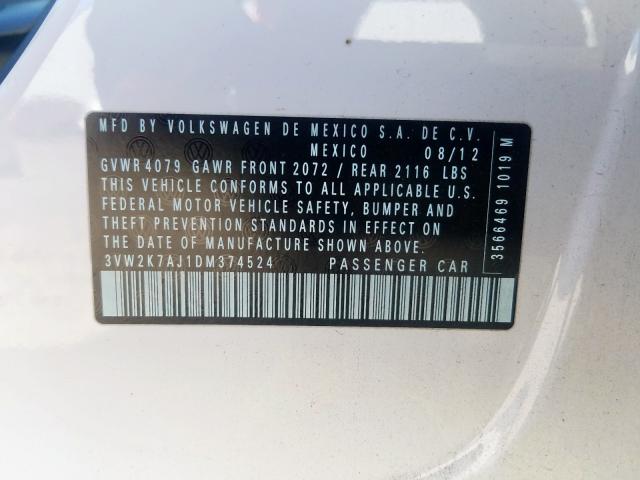 MFD BY VOLKSWAGEN DE MEXICO S.A. DE C.V.
MEXICO 08/12
GVWR 4079 GAWR FRONT 2072 / REAR 2116 LBS
THIS VEHICLE CONFORMS TO ALL APPLICABLE U.S.
FEDERAL MOTOR VEHICLE SAFETY, BUMPER AND
THEFT PREVENTION STANDARDS IN EFFECT ON
THE DATE OF MANUFACTURE SHOWN ABOVE.
3VW2K7AJ1DM374524 PASSENGER CAR
3566469 1019 M